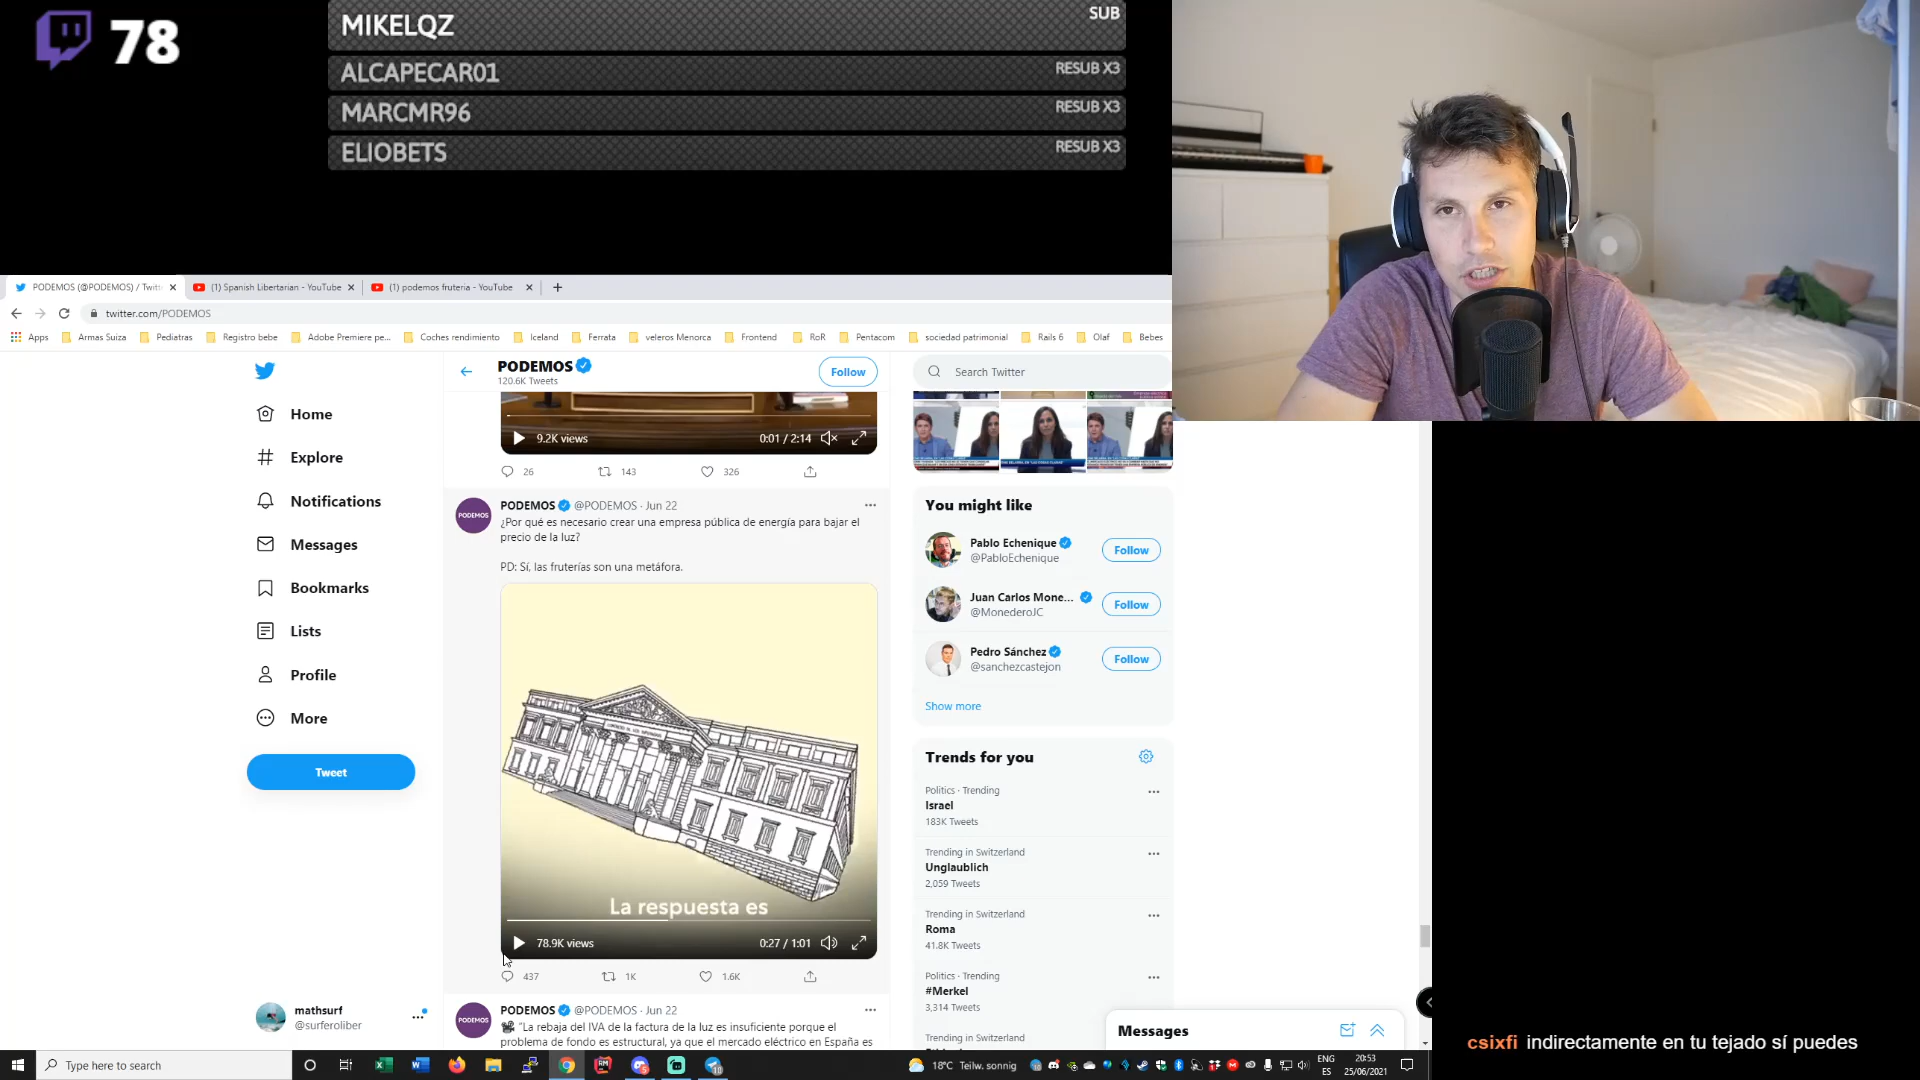 78
MIKELQZ SUB
ALCAPECAR01 RESUB X3
MARCMR96 RESUB X3
ELIOBETS RESUB X3
PODEMOS (@PODEMOS) / Twitt
(1) Spanish Libertarian - YouTube
(1) podemos fruteria - YouTube
twitter.com/PODEMOS
Apps Armas Suiza Pediatras Registro bebe Adobe Premiere pe... Coches rendimiento Iceland Ferrata veleros Menorca Frontend RoR Pentacom sociedad patrimonial Rails 6 Olaf Bebes
Home
Explore
Notifications
Messages
Bookmarks
Lists
Profile
More
Tweet
mathsurf
@surferoliber
PODEMOS
120.6K Tweets
Follow
9.2K views 0:01 / 2:14
26 143 326
PODEMOS
PODEMOS @PODEMOS · Jun 22
¿Por qué es necesario crear una empresa pública de energía para bajar el
precio de la luz?
PD: Sí, las fruterías son una metáfora.
La respuesta es
78.9K views 0:27 / 1:01
437 1K 1.6K
PODEMOS
PODEMOS @PODEMOS · Jun 22
"La rebaja del IVA de la factura de la luz es insuficiente porque el
problema de fondo es estructural, ya que el mercado eléctrico en España es
Search Twitter
You might like
Pablo Echenique
@PabloEchenique
Follow
Juan Carlos Mone...
@MonederoJC
Follow
Pedro Sánchez
@sanchezcastejon
Follow
Show more
Trends for you
Politics · Trending
Israel
183K Tweets
Trending in Switzerland
Unglaublich
2,059 Tweets
Trending in Switzerland
Roma
41.8K Tweets
Politics · Trending
#Merkel
3,314 Tweets
Trending in Switzerland
Messages
csixfi indirectamente en tu tejado sí puedes
Type here to search
18°C Teilw. sonnig
ENG
ES
20:53
25/06/2021